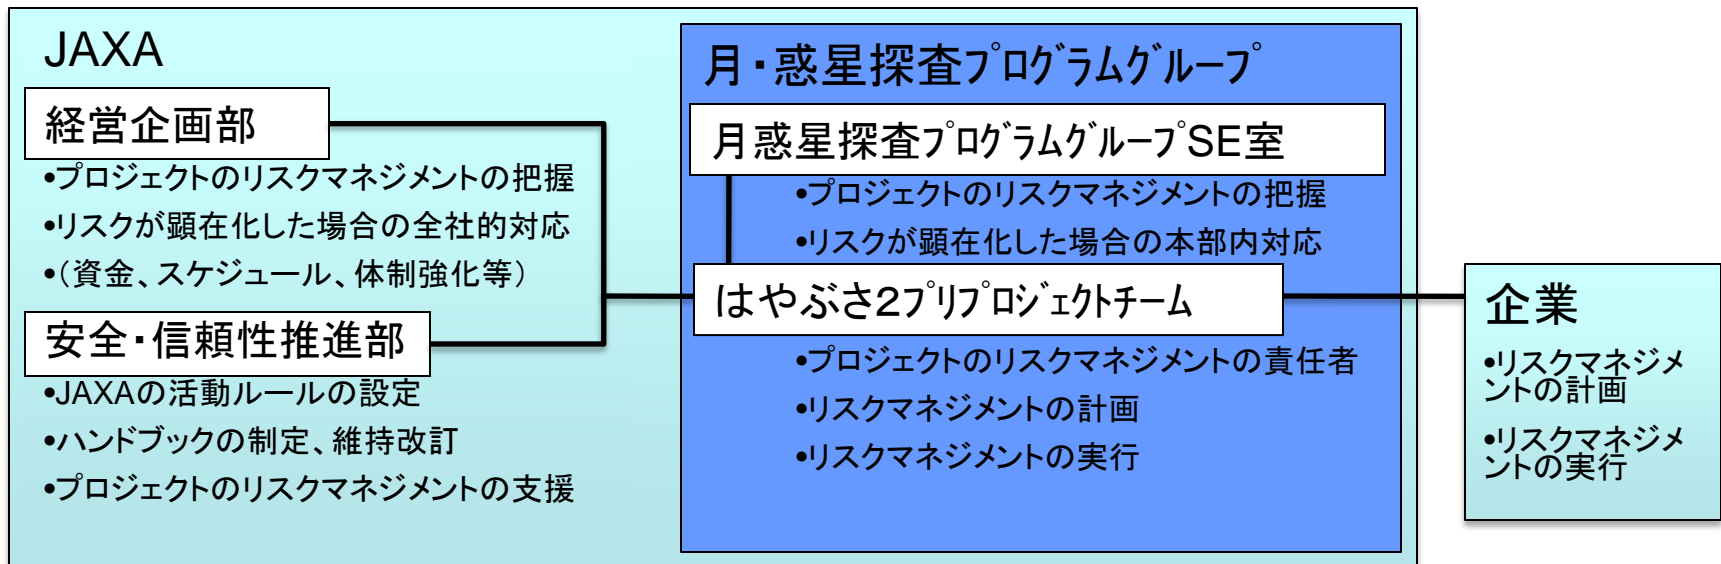 JAXA
経営企画部
•プロジェクトのリスクマネジメントの把握
•リスクが顕在化した場合の全社的対応
•（資金、スケジュール、体制強化等）
安全・信頼性推進部
•JAXAの活動ルールの設定
•ハンドブックの制定、維持改訂
•プロジェクトのリスクマネジメントの支援
月・惑星探査ﾌﾟﾛｸﾞﾗﾑｸﾞﾙｰﾌﾟ
月惑星探査ﾌﾟﾛｸﾞﾗﾑｸﾞﾙｰﾌﾟSE室
•プロジェクトのリスクマネジメントの把握
•リスクが顕在化した場合の本部内対応
はやぶさ２ﾌﾟﾘﾌﾟﾛｼﾞｪｸﾄﾁｰﾑ
•プロジェクトのリスクマネジメントの責任者
•リスクマネジメントの計画
•リスクマネジメントの実行
企業
•リスクマネジメ
ントの計画
•リスクマネジメ
ントの実行